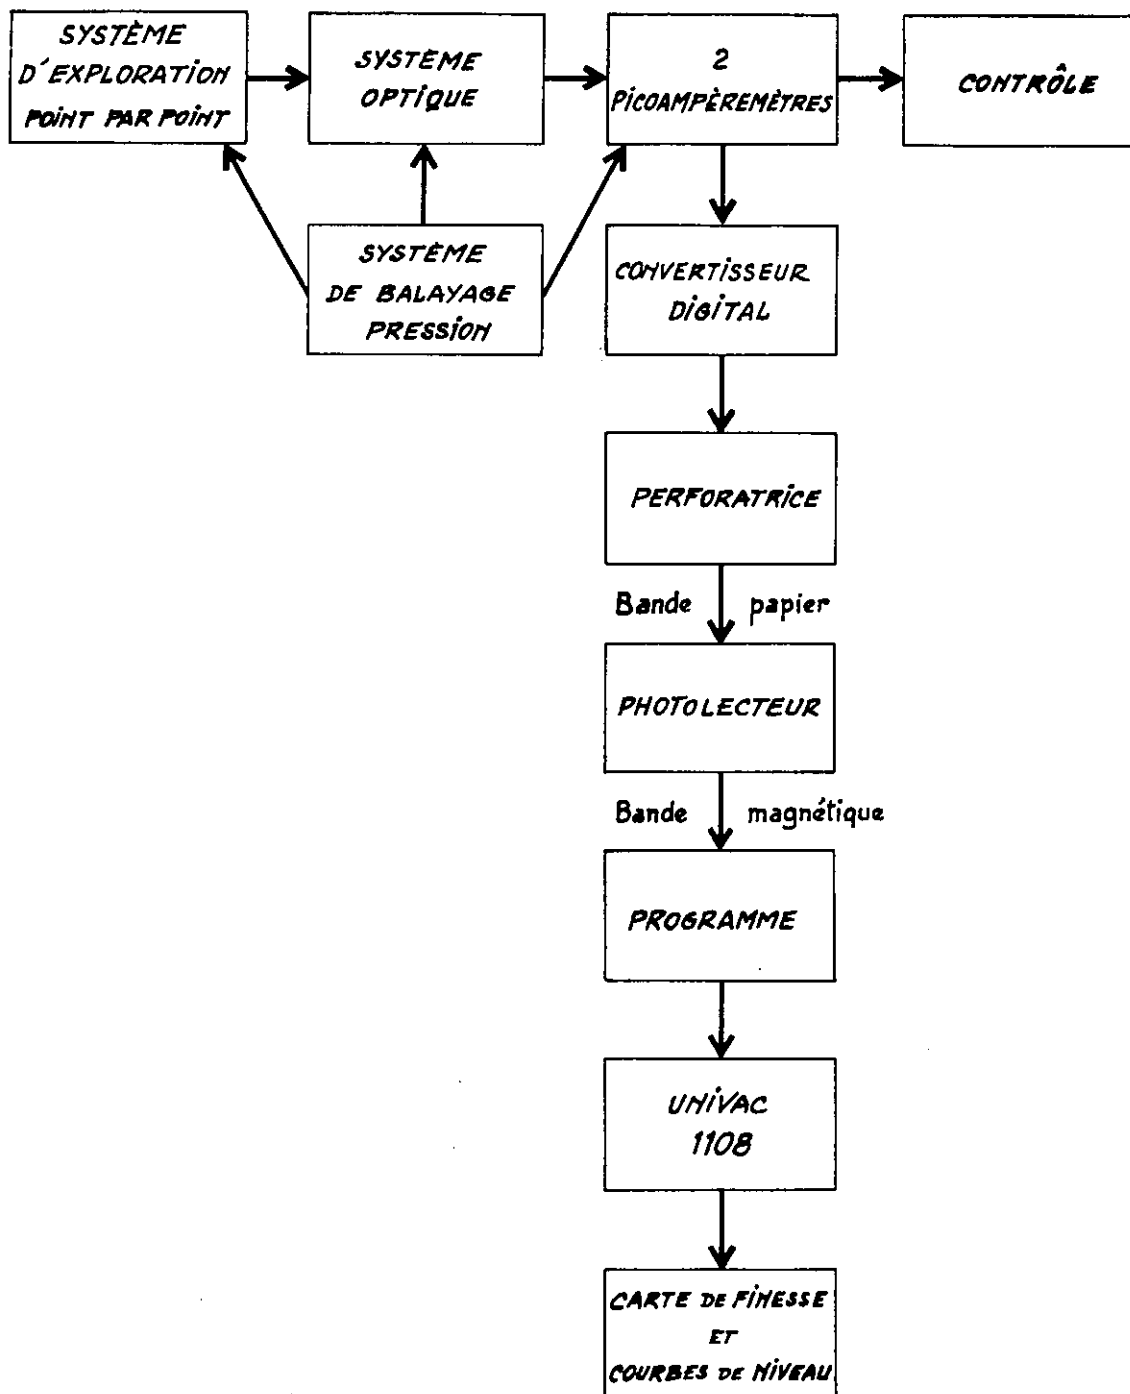 SYSTÈME
D'EXPLORATION
POINT PAR POINT
SYSTÈME
OPTIQUE
2
PICOAMPÈREMÈTRES
CONTRÔLE
SYSTÈME
DE BALAYAGE
PRESSION
CONVERTISSEUR
DIGITAL
PERFORATRICE
Bande papier
PHOTOLECTEUR
Bande magnétique
PROGRAMME
UNIVAC
1108
CARTE DE FINESSE
ET
COURBES DE NIVEAU